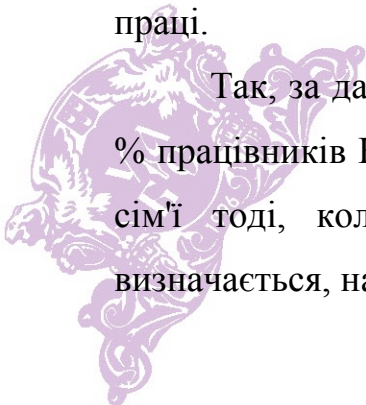 праці.
Так, за да
% працівників
сім'ї тоді, кол
визначається, на